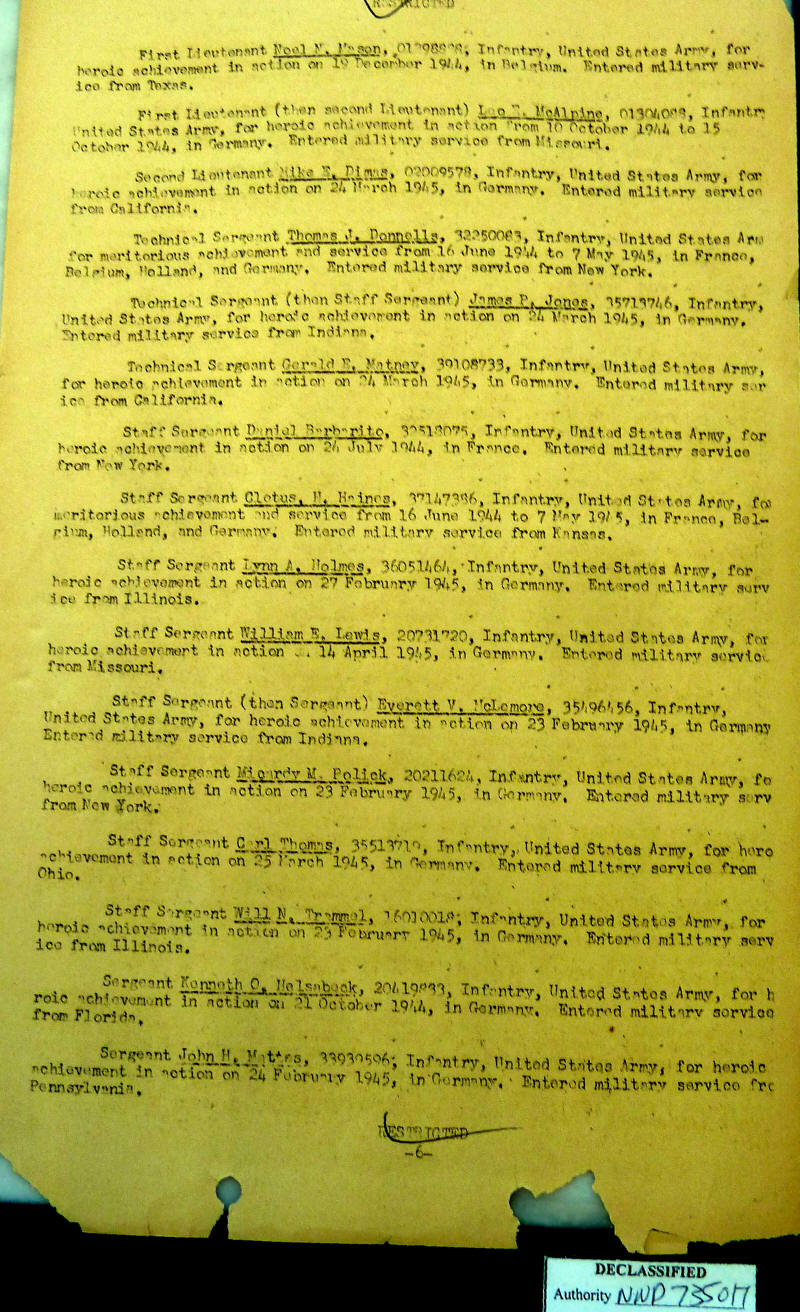 RESTRICTED
First Lieutenant Noel N. Mason, Infantry, United States Army, for
heroic achievement in action on December 1944, in Belgium. Entered military serv-
ice from Texas.
First Lieutenant (then second Lieutenant) McAlpine, Infantr
United States Army, for heroic achievement in action from 10 October 1944 to 15
October 1944, in Germany. Entered military service from Missouri.
Second Lieutenant Mike E. Dimas, 02009578, Infantry, United States Army, for
heroic achievement in action on 24 March 1945, in Germany. Entered military service
from California.
Technical Sergeant Thomas J. Donnells, 32250083, Infantry, United States Arm
for meritorious achievement and service from 16 June 1944 to 7 May 1945, in France,
Belgium, Holland, and Germany. Entered military service from New York.
Technical Sergeant (then Staff Sergeant) James P. Jones, 35713746, Infantry,
United States Army, for heroic achievement in action on 24 March 1945, in Germany.
Entered military service from Indiana.
Technical Sergeant Gerald E. Matney, 39108733, Infantry, United States Army,
for heroic achievement in action on 24 March 1945, in Germany. Entered military ser
ice from California.
Staff Sergeant Daniel Barbarito, 32518075, Infantry, United States Army, for
heroic achievement in action on 24 July 1944, in France. Entered military service
from New York.
Staff Sergeant Cletus. Haines, 37147386, Infantry, United States Army, for
meritorious achievement and service from 16 June 1944 to 7 May 1945, in France, Bel-
gium, Holland, and Germany. Entered military service from Kansas.
Staff Sergeant Lynn A. Holmes, 36051464, Infantry, United States Army, for
heroic achievement in action on 27 February 1945, in Germany. Entered military serv
ice from Illinois.
Staff Sergeant William E. Lewis, 20731720, Infantry, United States Army, for
heroic achievement in action 14 April 1945, in Germany. Entered military service
from Missouri.
Staff Sergeant (then Sergeant) Everett V. McLemore, 35496456, Infantry,
United States Army, for heroic achievement in action on 23 February 1945, in Germany
Entered military service from Indiana.
Staff Sergeant M. Polick, 20211624, Infantry, United States Army, fo
heroic achievement in action on 23 February 1945, in Germany. Entered military serv
from New York.
Staff Sergeant Carl Thomas, Infantry, United States Army, for hero
achievement in action on 25 March 1945, in Germany. Entered military service from
Ohio.
Staff Sergeant Will N. Trammel, 36010018, Infantry, United States Army, for
heroic achievement in action on 23 February 1945, in Germany. Entered military serv
ice from Illinois.
Sergeant Kenneth O. Holsenbeck, Infantry, United States Army, for h
roic achievement in action on 21 October 1944, in Germany. Entered military service
from Florida.
Sergeant John H. 33930506, Infantry, United States Army, for heroic
achievement in action on 24 February 1945, in Germany. Entered military service fro
Pennsylvania.
RESTRICTED
-6-
DECLASSIFIED
Authority NND 735017